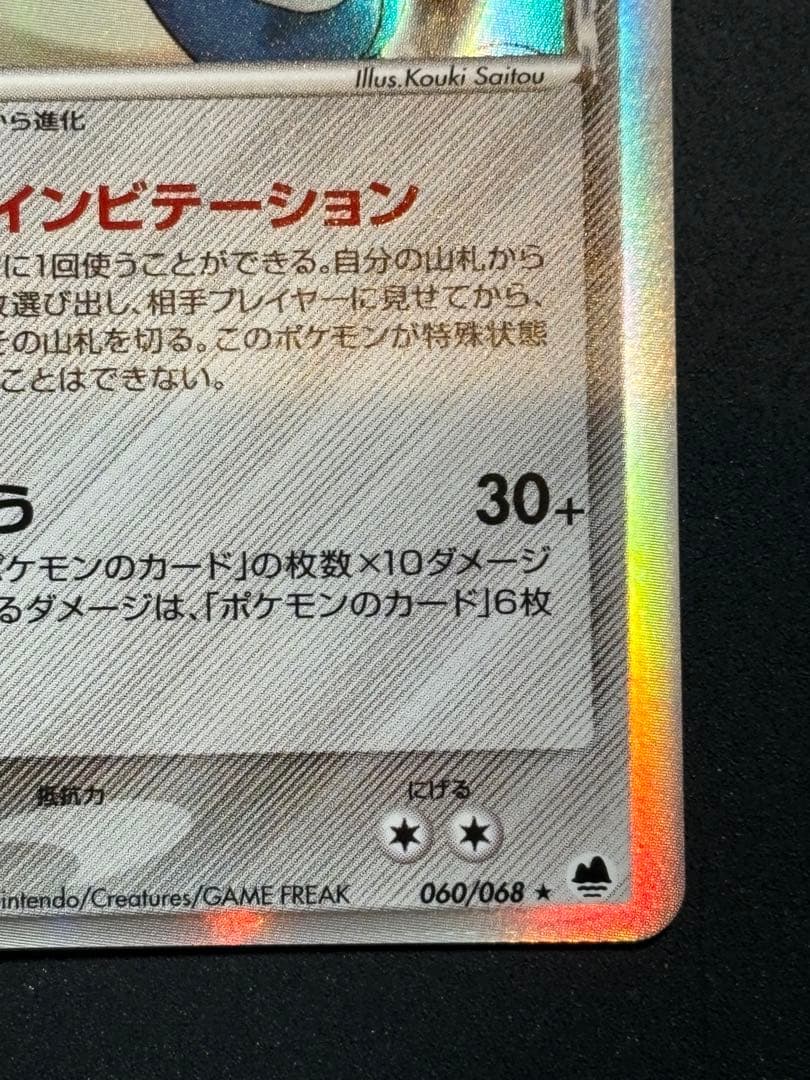 Illus.Kouki Saitou
から進化
インビテーション
に1回使うことができる。自分の山札から
枚選び出し、相手プレイヤーに見せてから、
その山札を切る。このポケモンが特殊状態
ことはできない。
う
30+
ポケモンのカード」の枚数×10ダメージ
るダメージは、「ポケモンのカード」6枚
抵抗力
にげる
intendo/Creatures/GAME FREAK
060/068 ★